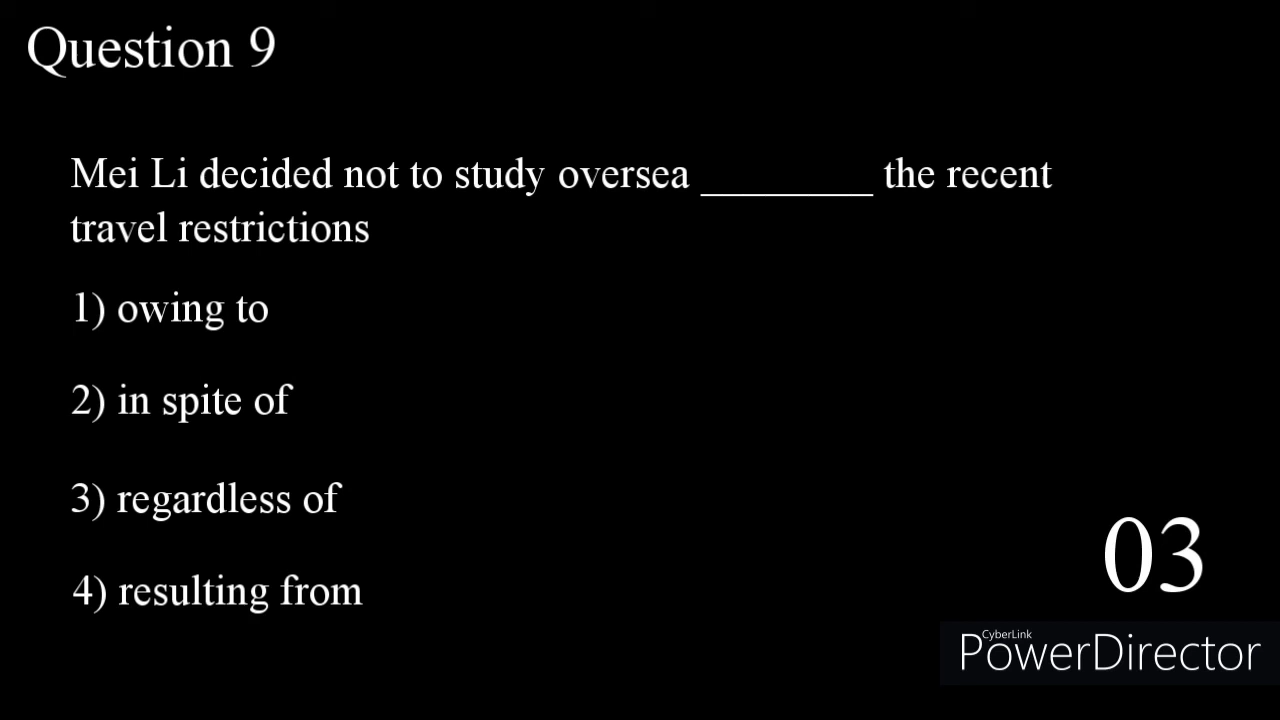 Question 9
Mei Li decided not to study oversea ________ the recent
travel restrictions
1) owing to
2) in spite of
3) regardless of
4) resulting from
03
CyberLink
PowerDirector